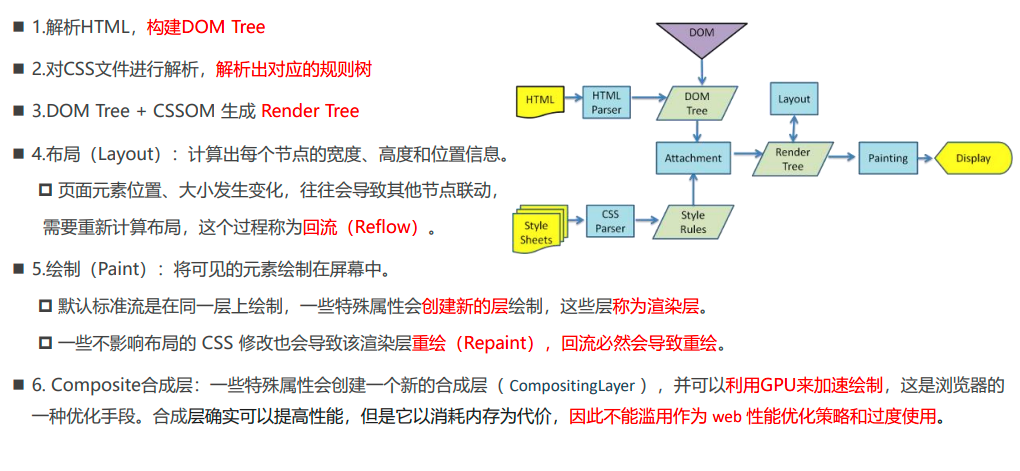 1.解析HTML，构建DOM Tree
2.对CSS文件进行解析，解析出对应的规则树
3.DOM Tree + CSSOM 生成 Render Tree
4.布局（Layout）：计算出每个节点的宽度、高度和位置信息。
页面元素位置、大小发生变化，往往会导致其他节点联动，
需要重新计算布局，这个过程称为回流（Reflow）。
5.绘制（Paint）：将可见的元素绘制在屏幕中。
默认标准流是在同一层上绘制，一些特殊属性会创建新的层绘制，这些层称为渲染层。
一些不影响布局的 CSS 修改也会导致该渲染层重绘（Repaint），回流必然会导致重绘。
6. Composite合成层：一些特殊属性会创建一个新的合成层（ CompositingLayer ），并可以利用GPU来加速绘制，这是浏览器的
一种优化手段。合成层确实可以提高性能，但是它以消耗内存为代价，因此不能滥用作为 web 性能优化策略和过度使用。
DOM
HTML
HTML
Parser
DOM
Tree
Layout
Attachment
Render
Tree
Painting
Display
Style
Sheets
CSS
Parser
Style
Rules